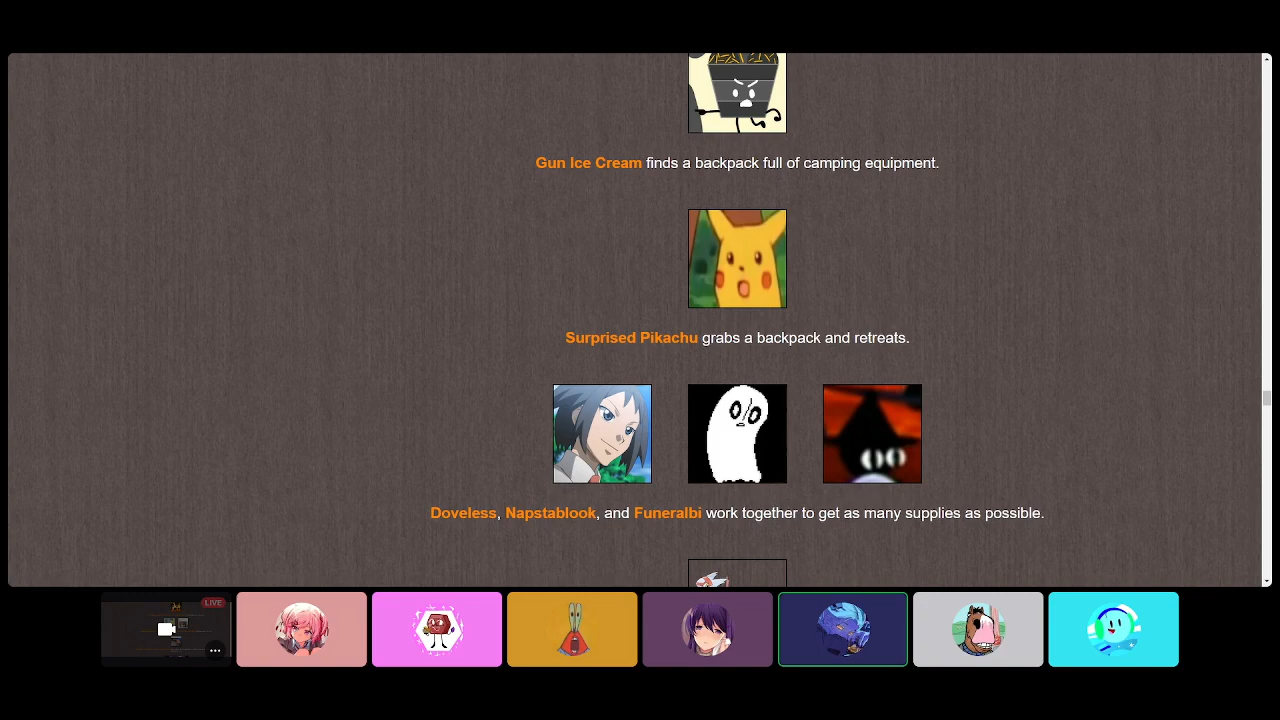 Gun Ice Cream finds a backpack full of camping equipment.
Surprised Pikachu grabs a backpack and retreats.
Doveless, Napstablook, and Funeralbi work together to get as many supplies as possible.
LIVE